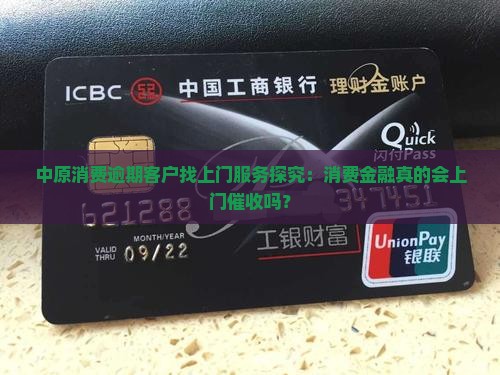 ICBC 中国工商银行 理财金账户
Quick
闪付Pass
中原消费逾期客户找上门服务探究：消费金融真的会上
门催收吗？
621288 347451
MONTH/YEAR
VALID THRU 09/22
工银财富
UnionPay
银联